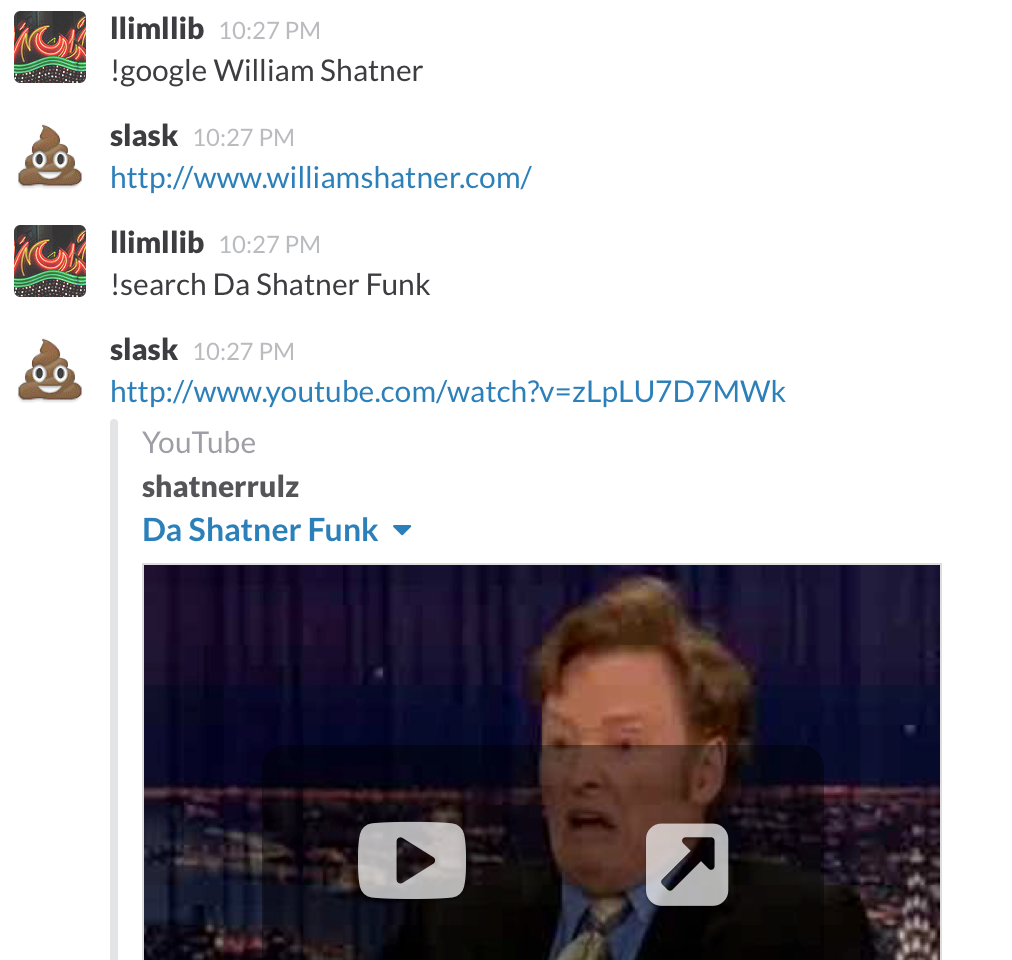 llimllib 10:27 PM
!google William Shatner
slask 10:27 PM
http://www.williamshatner.com/
llimllib 10:27 PM
!search Da Shatner Funk
slask 10:27 PM
http://www.youtube.com/watch?v=zLpLU7D7MWk
YouTube
shatnerrulz
Da Shatner Funk